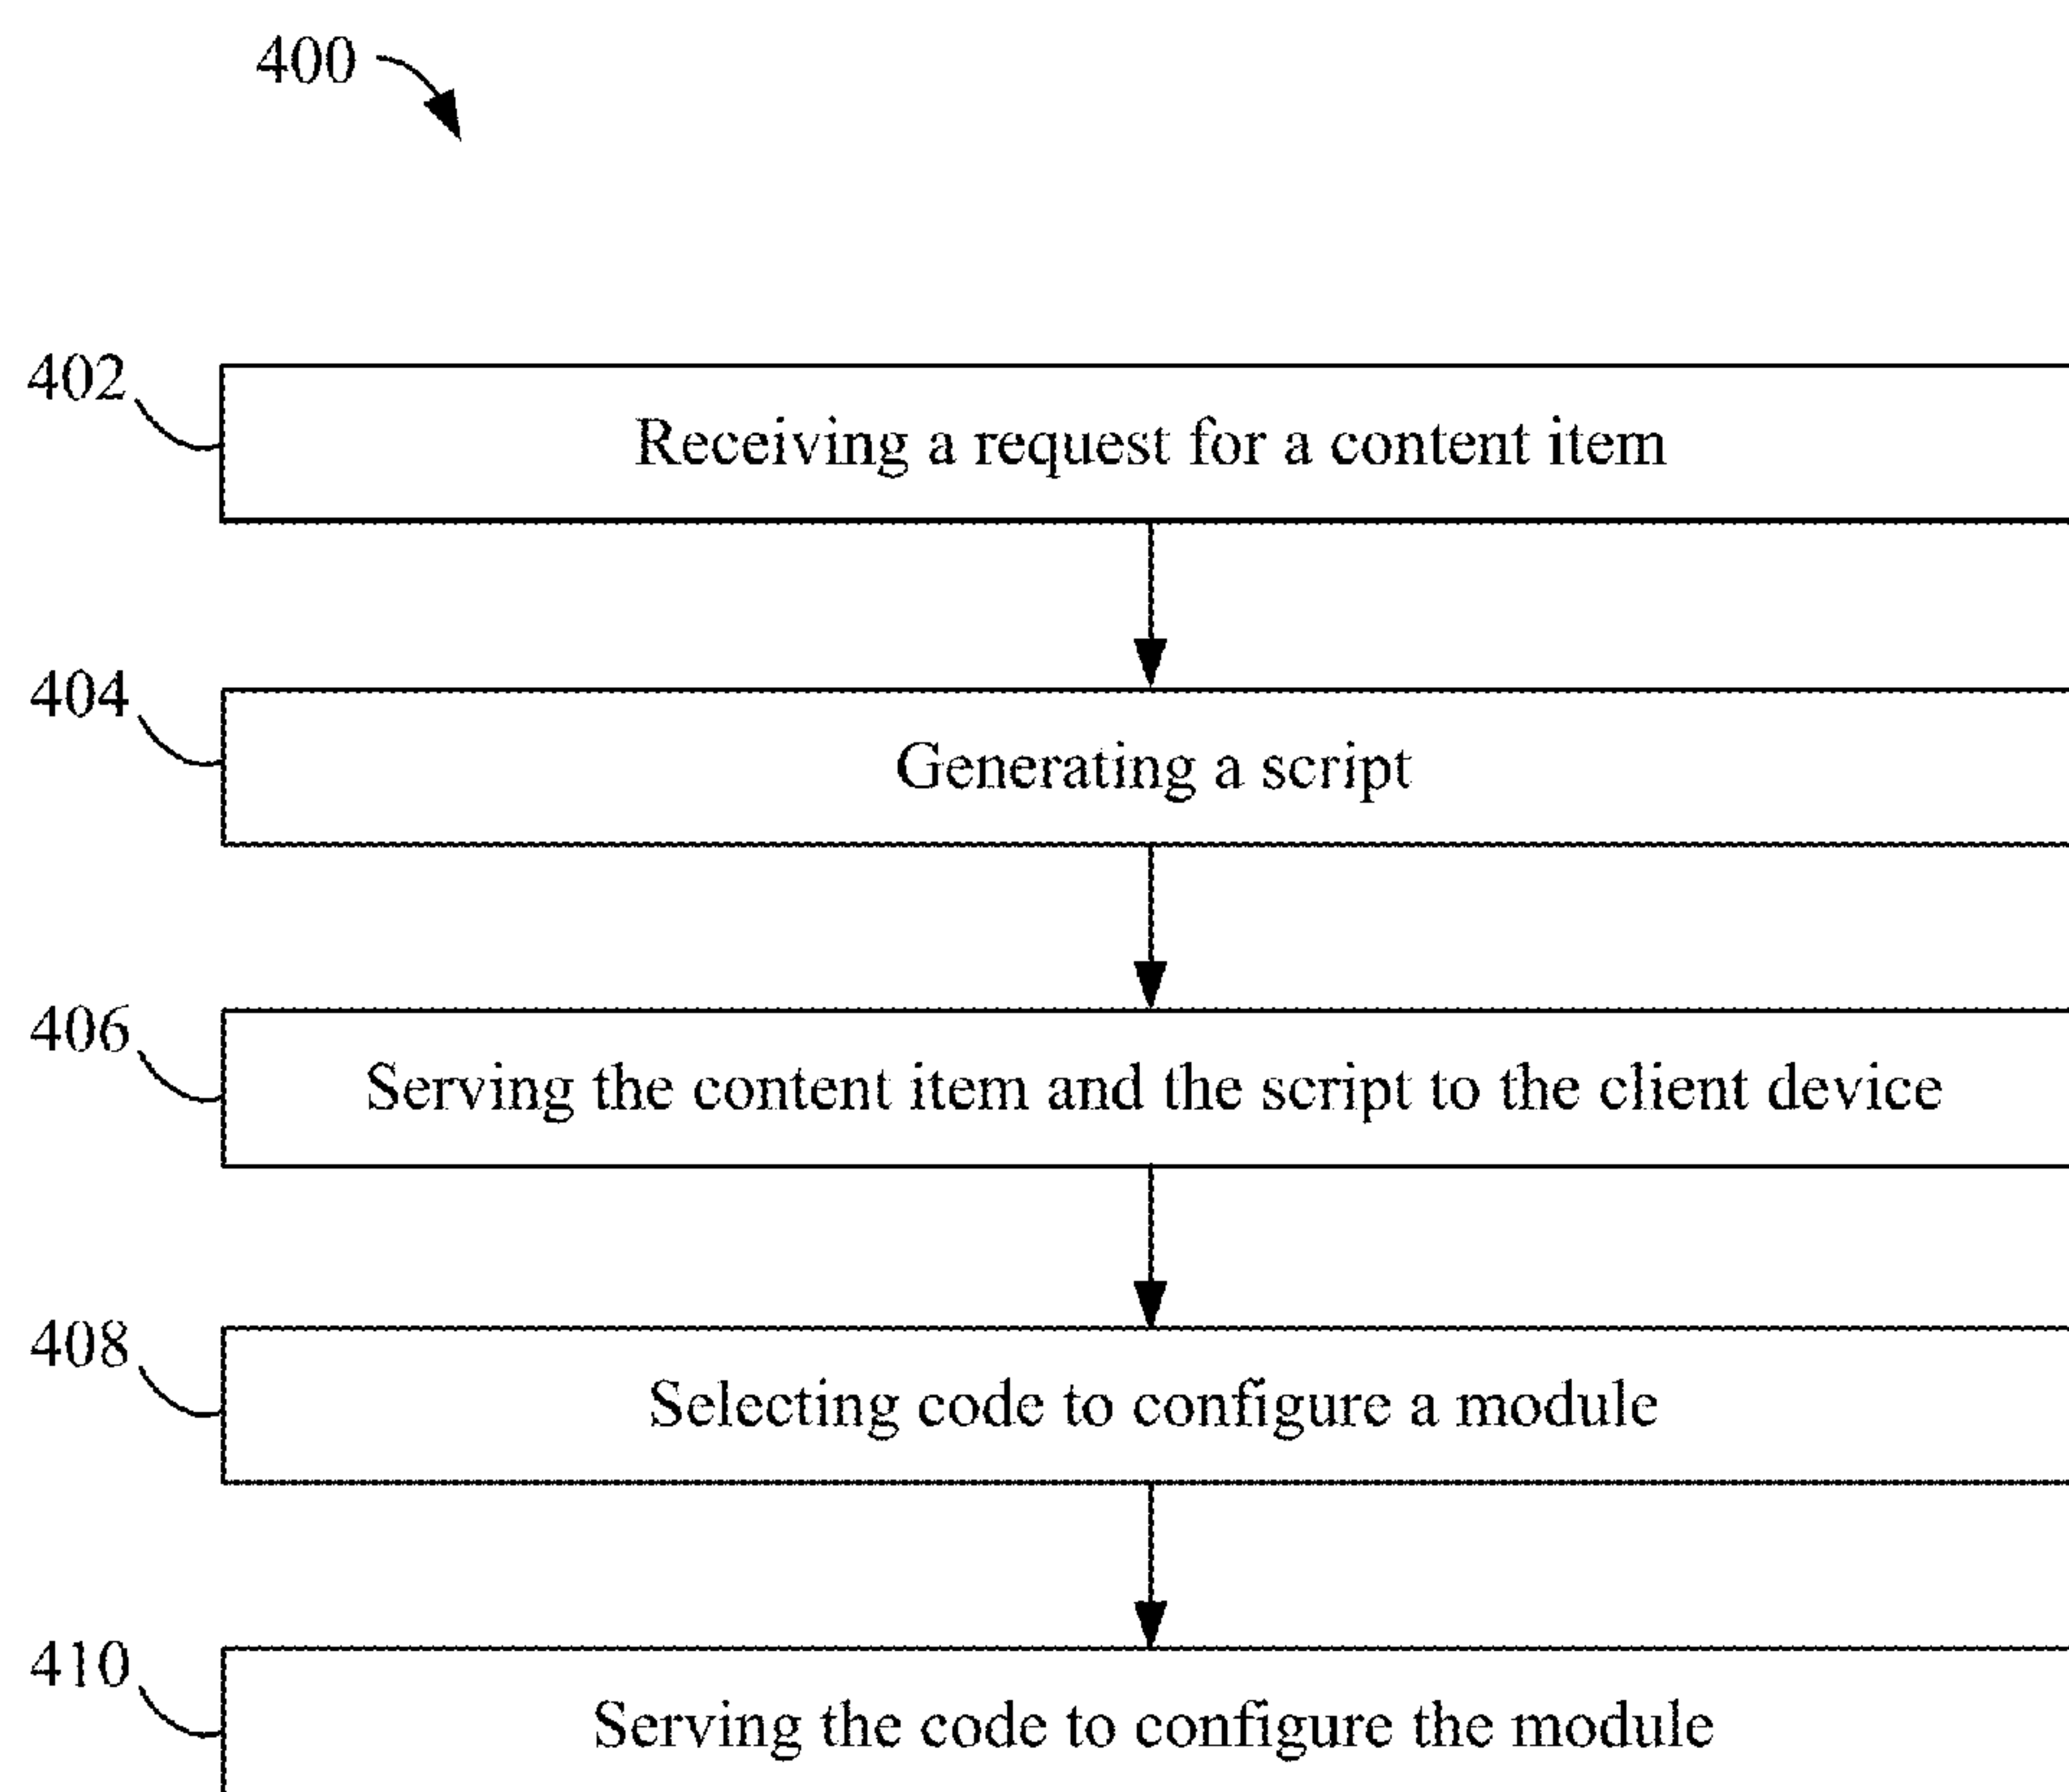 400
402
Receiving a request for a content item
404
Generating a script
406
Serving the content item and the script to the client device
408
Selecting code to configure a module
410
Serving the code to configure the module